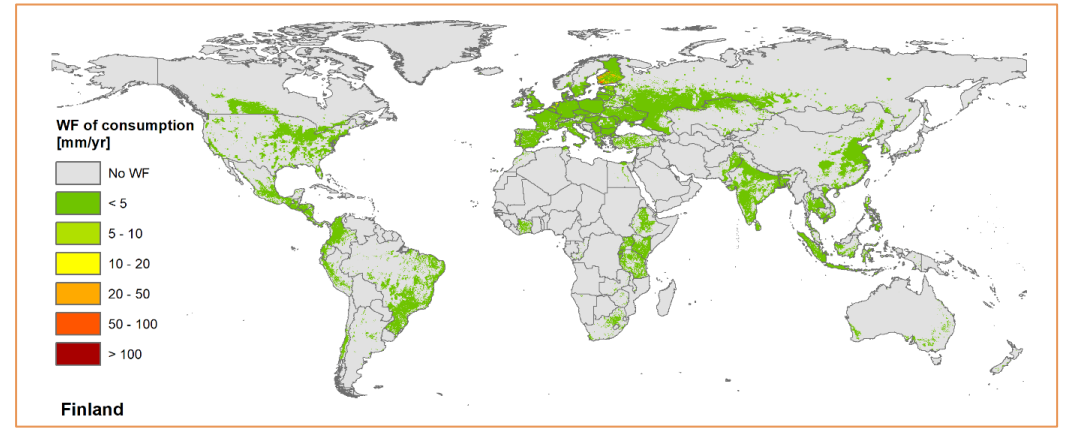 WF of consumption
[mm/yr]
No WF
< 5
5 - 10
10 - 20
20 - 50
50 - 100
> 100
Finland